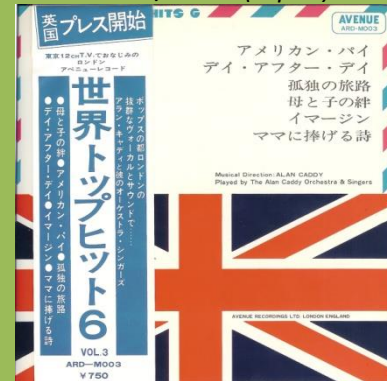 英国プレス開始
東京12cnT.V.でおなじみの
ロンドン
アベニューレコード
ポップスの都ロンドンの
抜群なヴォーカルとサウンドで……
アラン・キャディと彼のオーケストラ・シンガーズ
世界トップヒット6
●母と子の絆●アメリカン・パイ●孤独の旅路
●デイ・アフター・デイ●イマージン●ママに捧げる詩
VOL.3
ARD—M003
¥750
HITS 6
AVENUE
ARD-M003
アメリカン・パイ
デイ・アフター・デイ
孤独の旅路
母と子の絆
イマージン
ママに捧げる詩
Musical Direction: ALAN CADDY
Played by The Alan Caddy Orchestra & Singers
AVENUE RECORDINGS LTD. LONDON ENGLAND